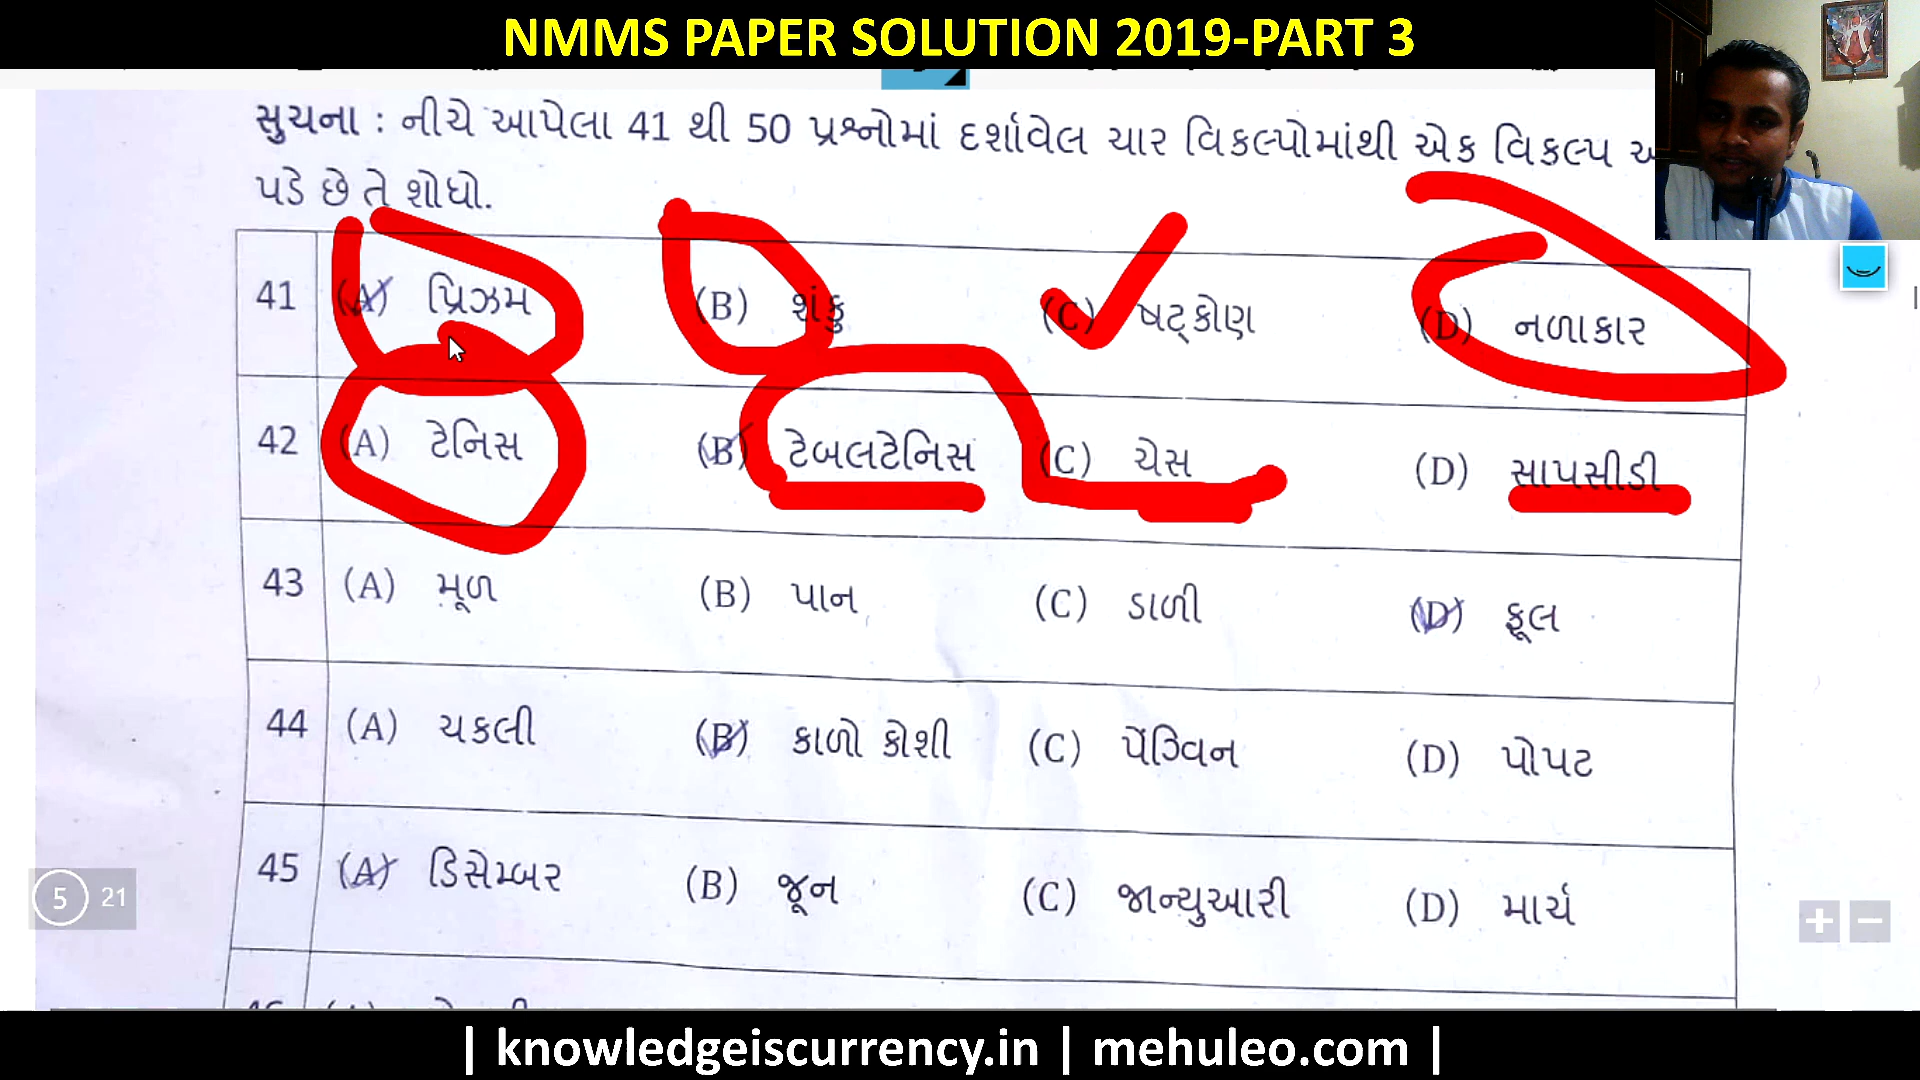 NMMS PAPER SOLUTION 2019-PART 3
સુચના : નીચે આપેલા 41 થી 50 પ્રશ્નોમાં દર્શાવેલ ચાર વિકલ્પોમાંથી એક વિકલ્પ
પડે છે તે શોધો.
41 (A) પ્રિઝમ (B) શંકુ (C) ષટ્કોણ (D) નળાકાર
42 (A) ટેનિસ (B) ટેબલટેનિસ (C) ચેસ (D) સાપસીડી
43 (A) મૂળ (B) પાન (C) ડાળી (D) ફૂલ
44 (A) ચકલી (B) કાળો કોશી (C) પેંગ્વિન (D) પોપટ
45 (A) ડિસેમ્બર (B) જૂન (C) જાન્યુઆરી (D) માર્ચ
5 21
| knowledgeiscurrency.in | mehuleo.com |